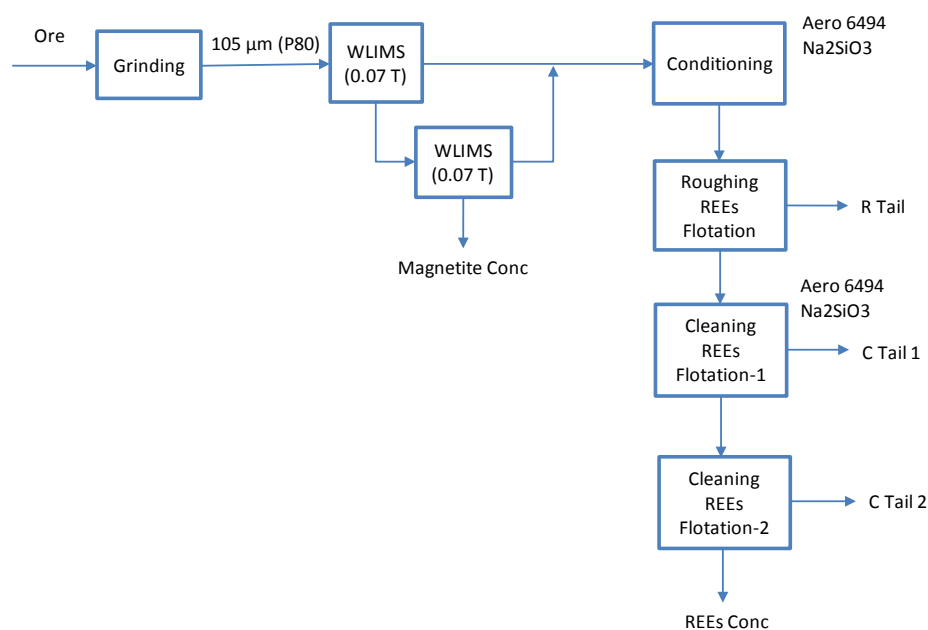 Ore
Grinding
105 µm (P80)
WLIMS
(0.07 T)
WLIMS
(0.07 T)
Magnetite Conc
Conditioning
Aero 6494
Na2SiO3
Roughing
REEs
Flotation
R Tail
Aero 6494
Na2SiO3
Cleaning
REEs
Flotation-1
C Tail 1
Cleaning
REEs
Flotation-2
C Tail 2
REEs Conc